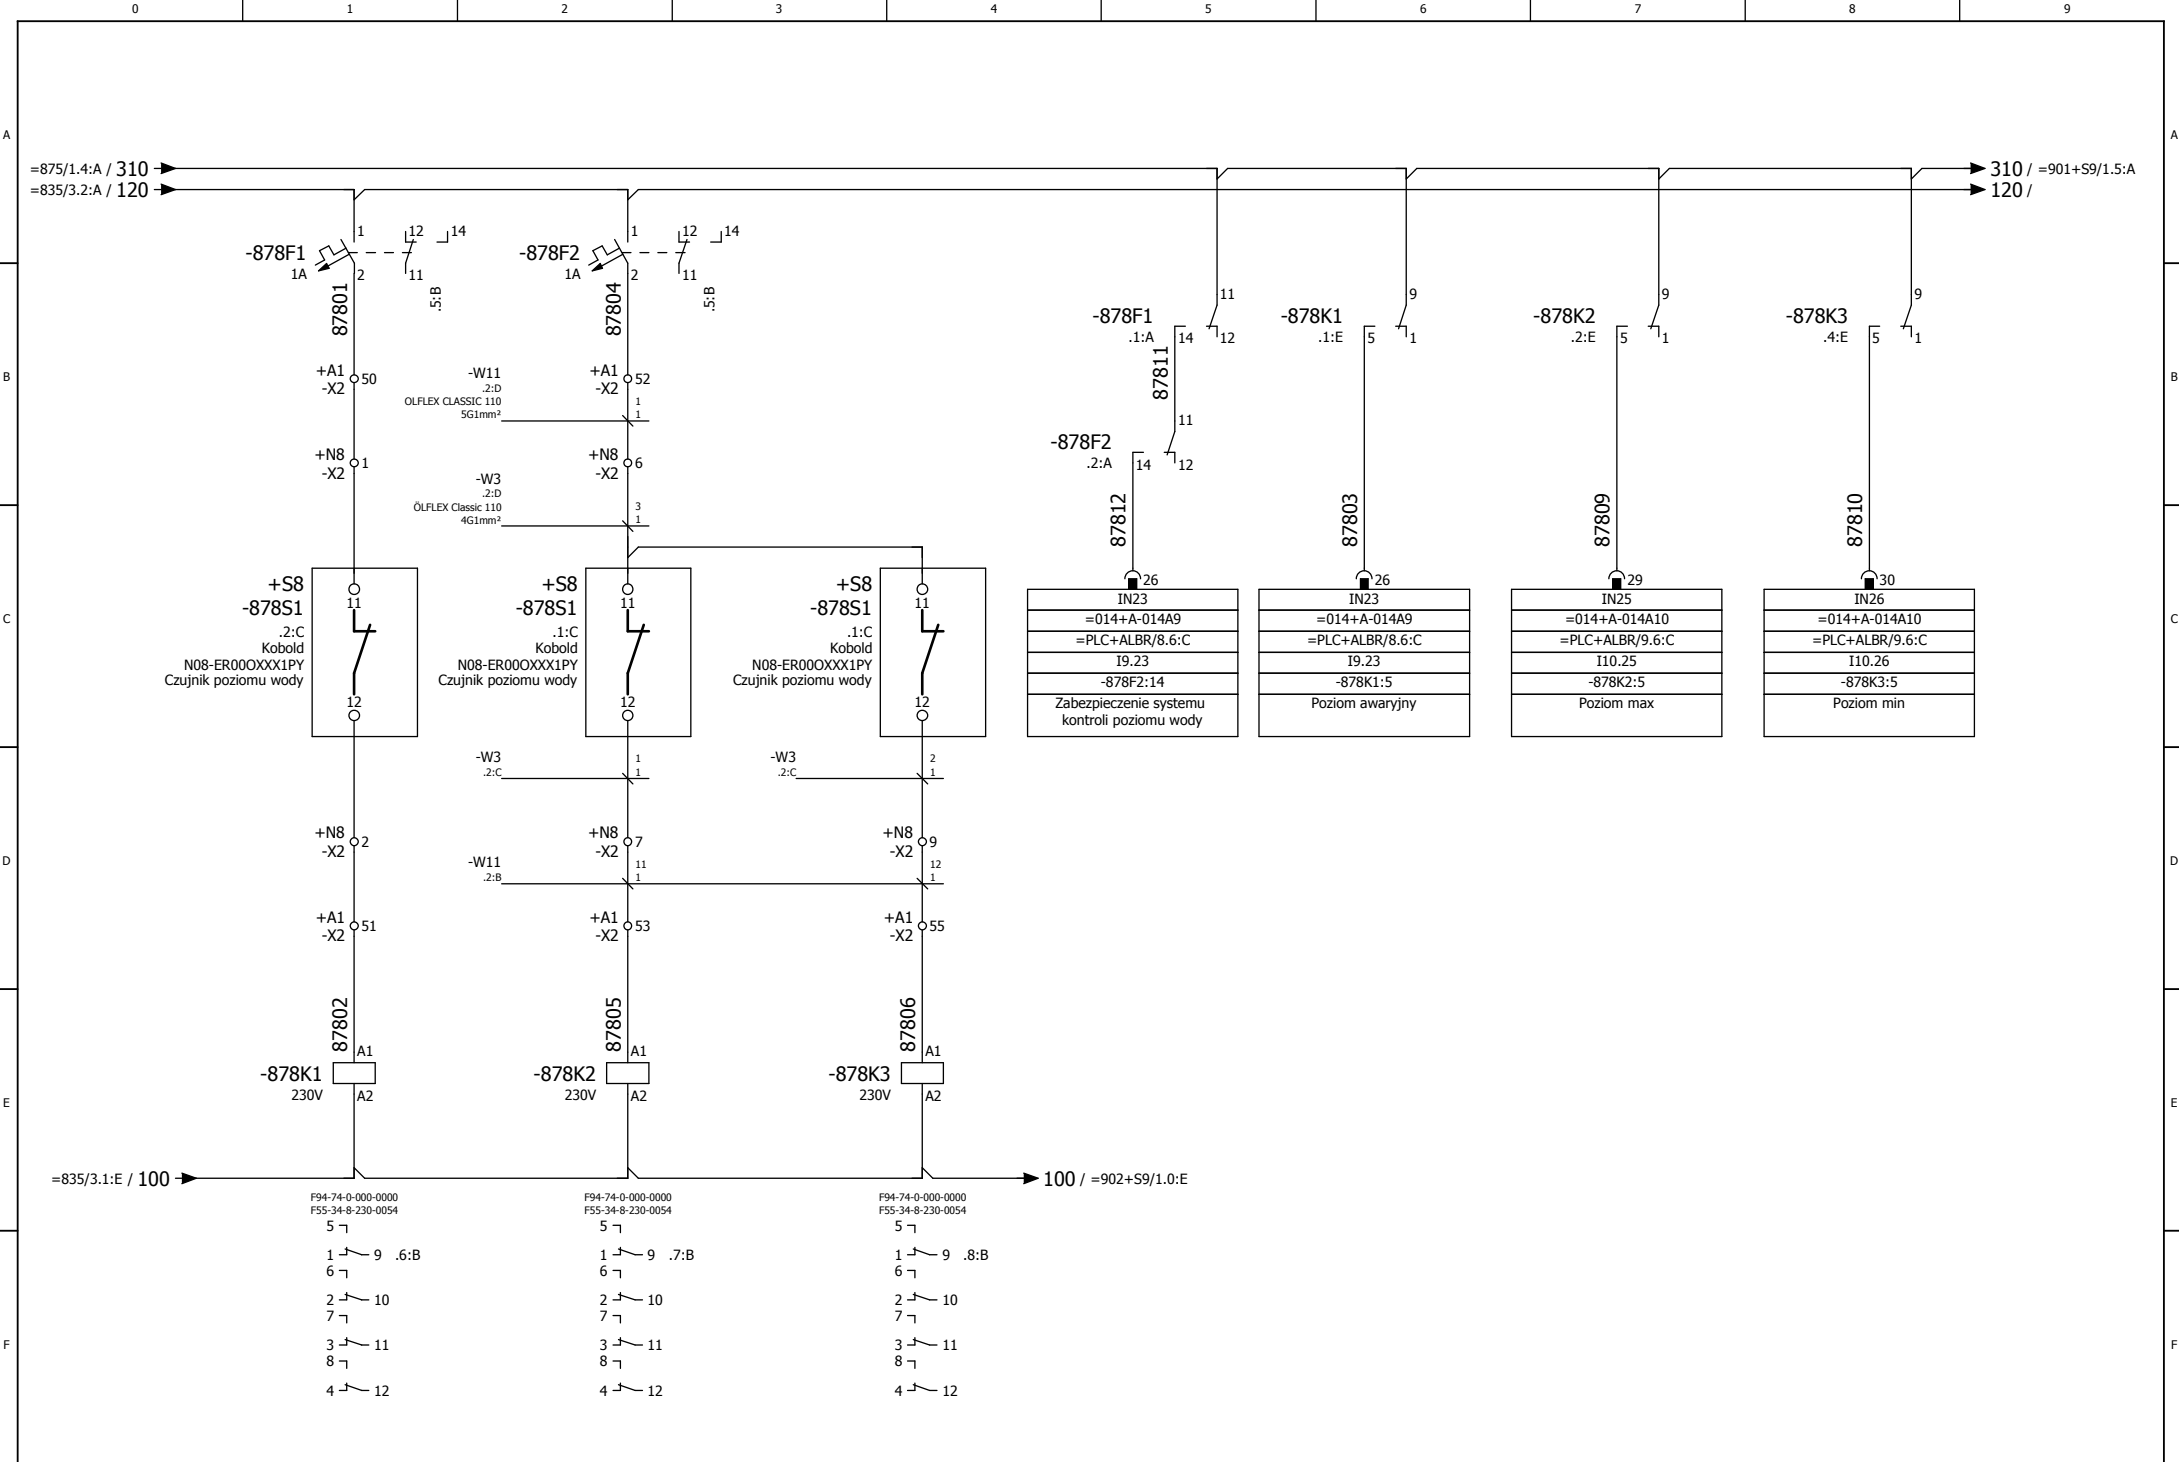 0 1 2 3 4 5 6 7 8 9
A A
=875/1.4:A / 310 310 / =901+S9/1.5:A
=835/3.2:A / 120 120 /
1 12 14 1 12 14
-878F1 -878F2
1A 2 11 1A 2 11
.5:B .5:B
87801 87804
11 9 9 9
-878F1 -878K1 -878K2 -878K3
.1:A 14 12 .1:E 5 1 .2:E 5 1 .4:E 5 1
87811
B B
+A1 -W11 +A1
-X2 50 .2:D -X2 52
OLFLEX CLASSIC 110 1
5G1mm² 1
11
-878F2
.2:A 14 12
+N8 +N8
-X2 1 -X2 6
-W3
.2:D
ÖLFLEX Classic 110 3
4G1mm² 1
87812 87803 87809 87810
26 26 29 30
+S8 +S8 +S8
-878S1 11 -878S1 11 -878S1 11
.2:C .1:C .1:C
Kobold Kobold Kobold
N08-ER00OXXX1PY N08-ER00OXXX1PY N08-ER00OXXX1PY
Czujnik poziomu wody Czujnik poziomu wody Czujnik poziomu wody
12 12 12
C C
IN23 IN23 IN25 IN26
=014+A-014A9 =014+A-014A9 =014+A-014A10 =014+A-014A10
=PLC+ALBR/8.6:C =PLC+ALBR/8.6:C =PLC+ALBR/9.6:C =PLC+ALBR/9.6:C
I9.23 I9.23 I10.25 I10.26
-878F2:14 -878K1:5 -878K2:5 -878K3:5
Zabezpieczenie systemu Poziom awaryjny Poziom max Poziom min
kontroli poziomu wody
-W3 1 -W3 2
.2:C 1 .2:C 1
+N8 +N8 +N8
-X2 2 -X2 7 -X2 9
D D
-W11 11 12
.2:B 1 1
+A1 +A1 +A1
-X2 51 -X2 53 -X2 55
87802 87805 87806
A1 A1 A1
-878K1 -878K2 -878K3
230V A2 230V A2 230V A2
E E
=835/3.1:E / 100 100 / =902+S9/1.0:E
F94-74-0-000-0000 F94-74-0-000-0000 F94-74-0-000-0000
F55-34-8-230-0054 F55-34-8-230-0054 F55-34-8-230-0054
5 5 5
1 9 .6:B 1 9 .7:B 1 9 .8:B
6 6 6
2 10 2 10 2 10
7 7 7
3 11 3 11 3 11
F F
8 8 8
4 12 4 12 4 12